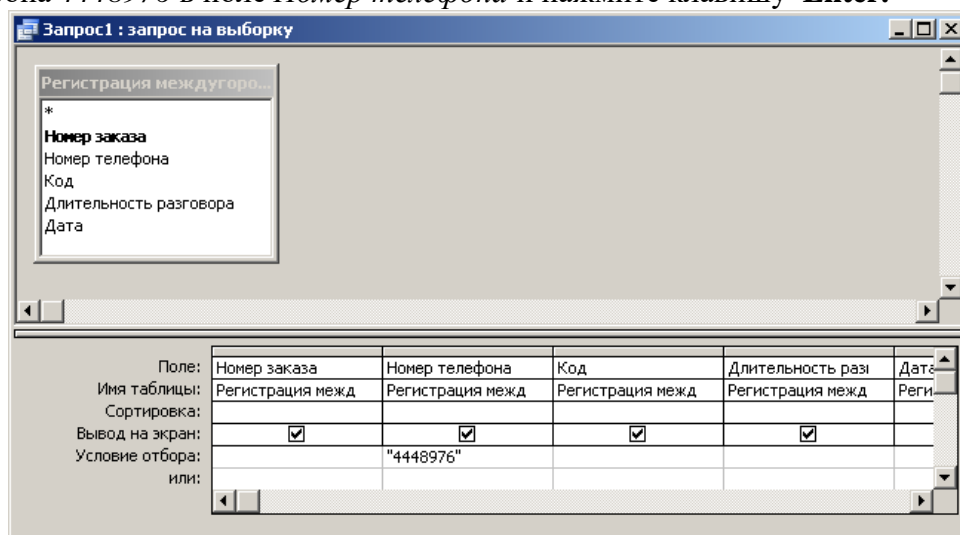 4448976 в поле Номер телефона и нажмите клавишу Enter.
Запрос1 : запрос на выборку
Регистрация междугоро...
*
Номер заказа
Номер телефона
Код
Длительность разговора
Дата
Поле: Номер заказа Номер телефона Код Длительность разг Дата
Имя таблицы: Регистрация межд Регистрация межд Регистрация межд Регистрация межд Реги
Сортировка:
Вывод на экран:
Условие отбора: "4448976"
или: